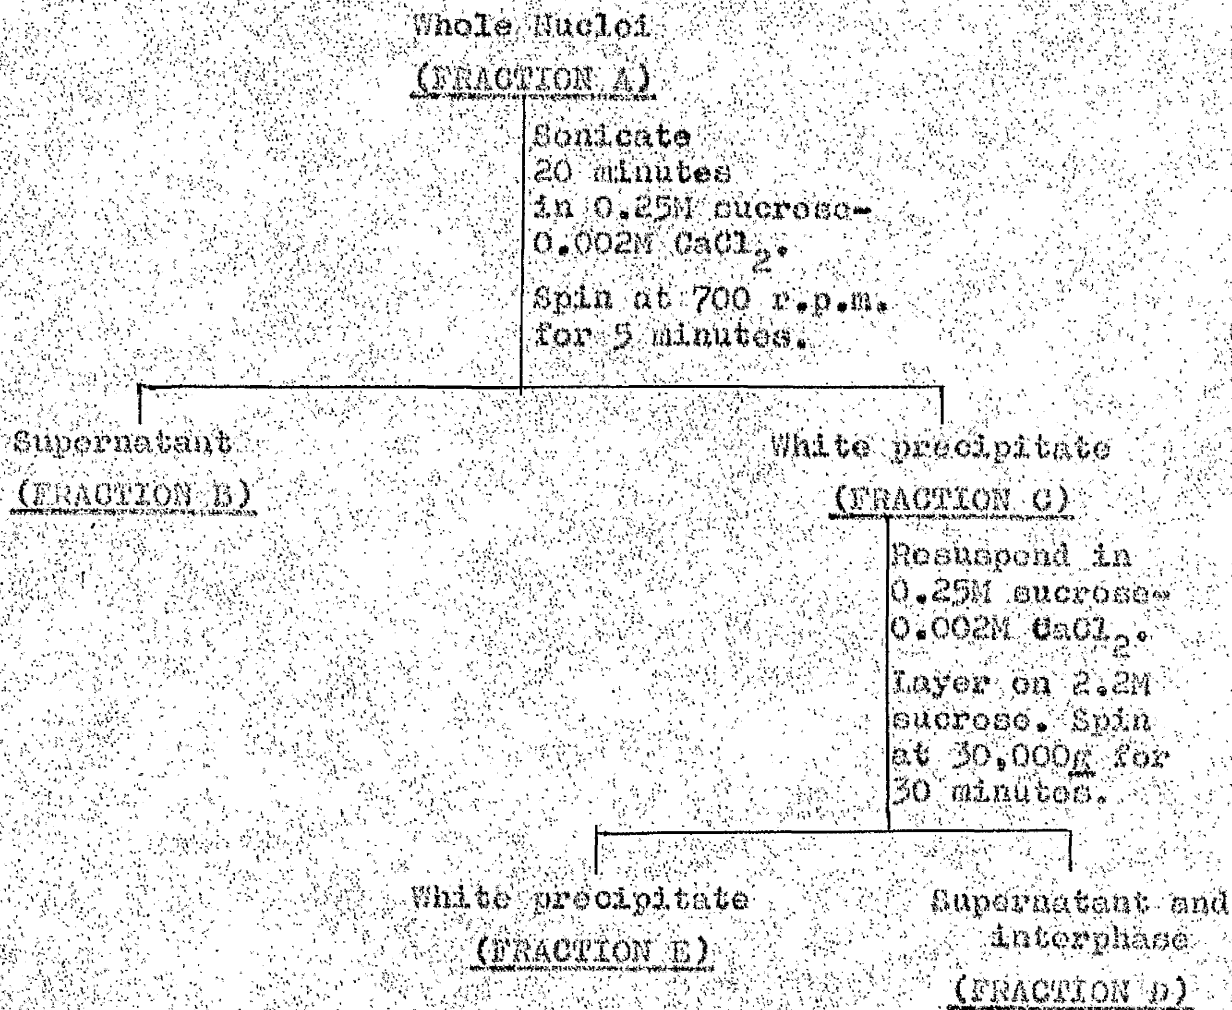 Whole Nuclei
(FRACTION A)
Sonicate
20 minutes
in 0.25M sucrose-
0.002M CaCl₂.
Spin at 700 r.p.m.
for 5 minutes.
Supernatant
(FRACTION B)
White precipitate
(FRACTION C)
Resuspend in
0.25M sucrose-
0.002M CaCl₂.
Layer on 2.2M
sucrose. Spin
at 30,000g for
30 minutes.
White precipitate
(FRACTION E)
Supernatant and
interphase
(FRACTION D)